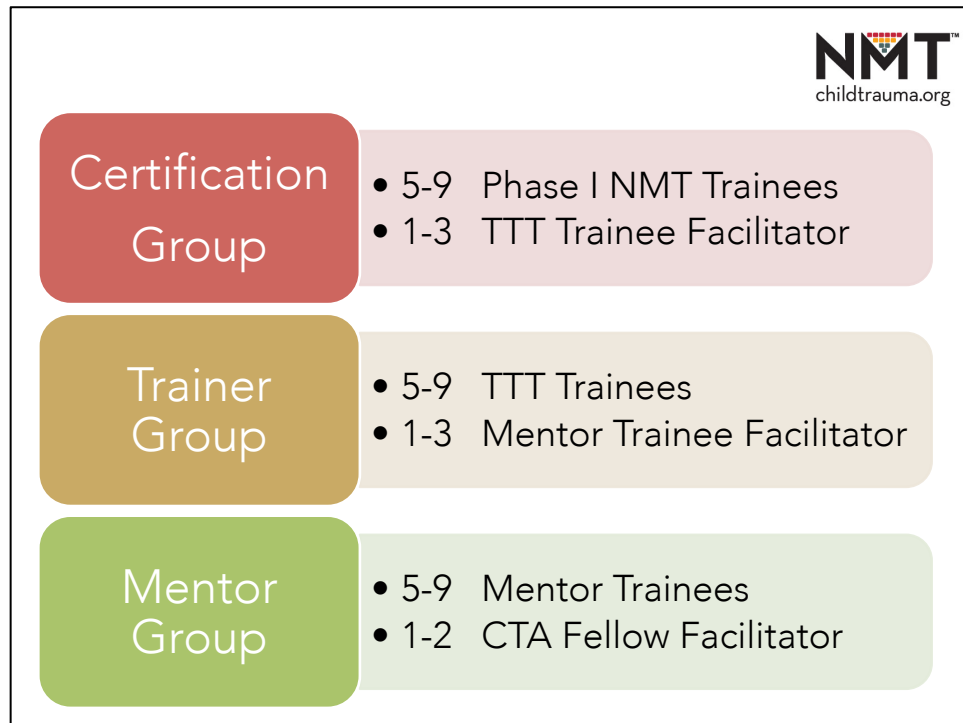 NMT™
childtrauma.org
Certification
Group
• 5-9 Phase I NMT Trainees
• 1-3 TTT Trainee Facilitator
Trainer
Group
• 5-9 TTT Trainees
• 1-3 Mentor Trainee Facilitator
Mentor
Group
• 5-9 Mentor Trainees
• 1-2 CTA Fellow Facilitator